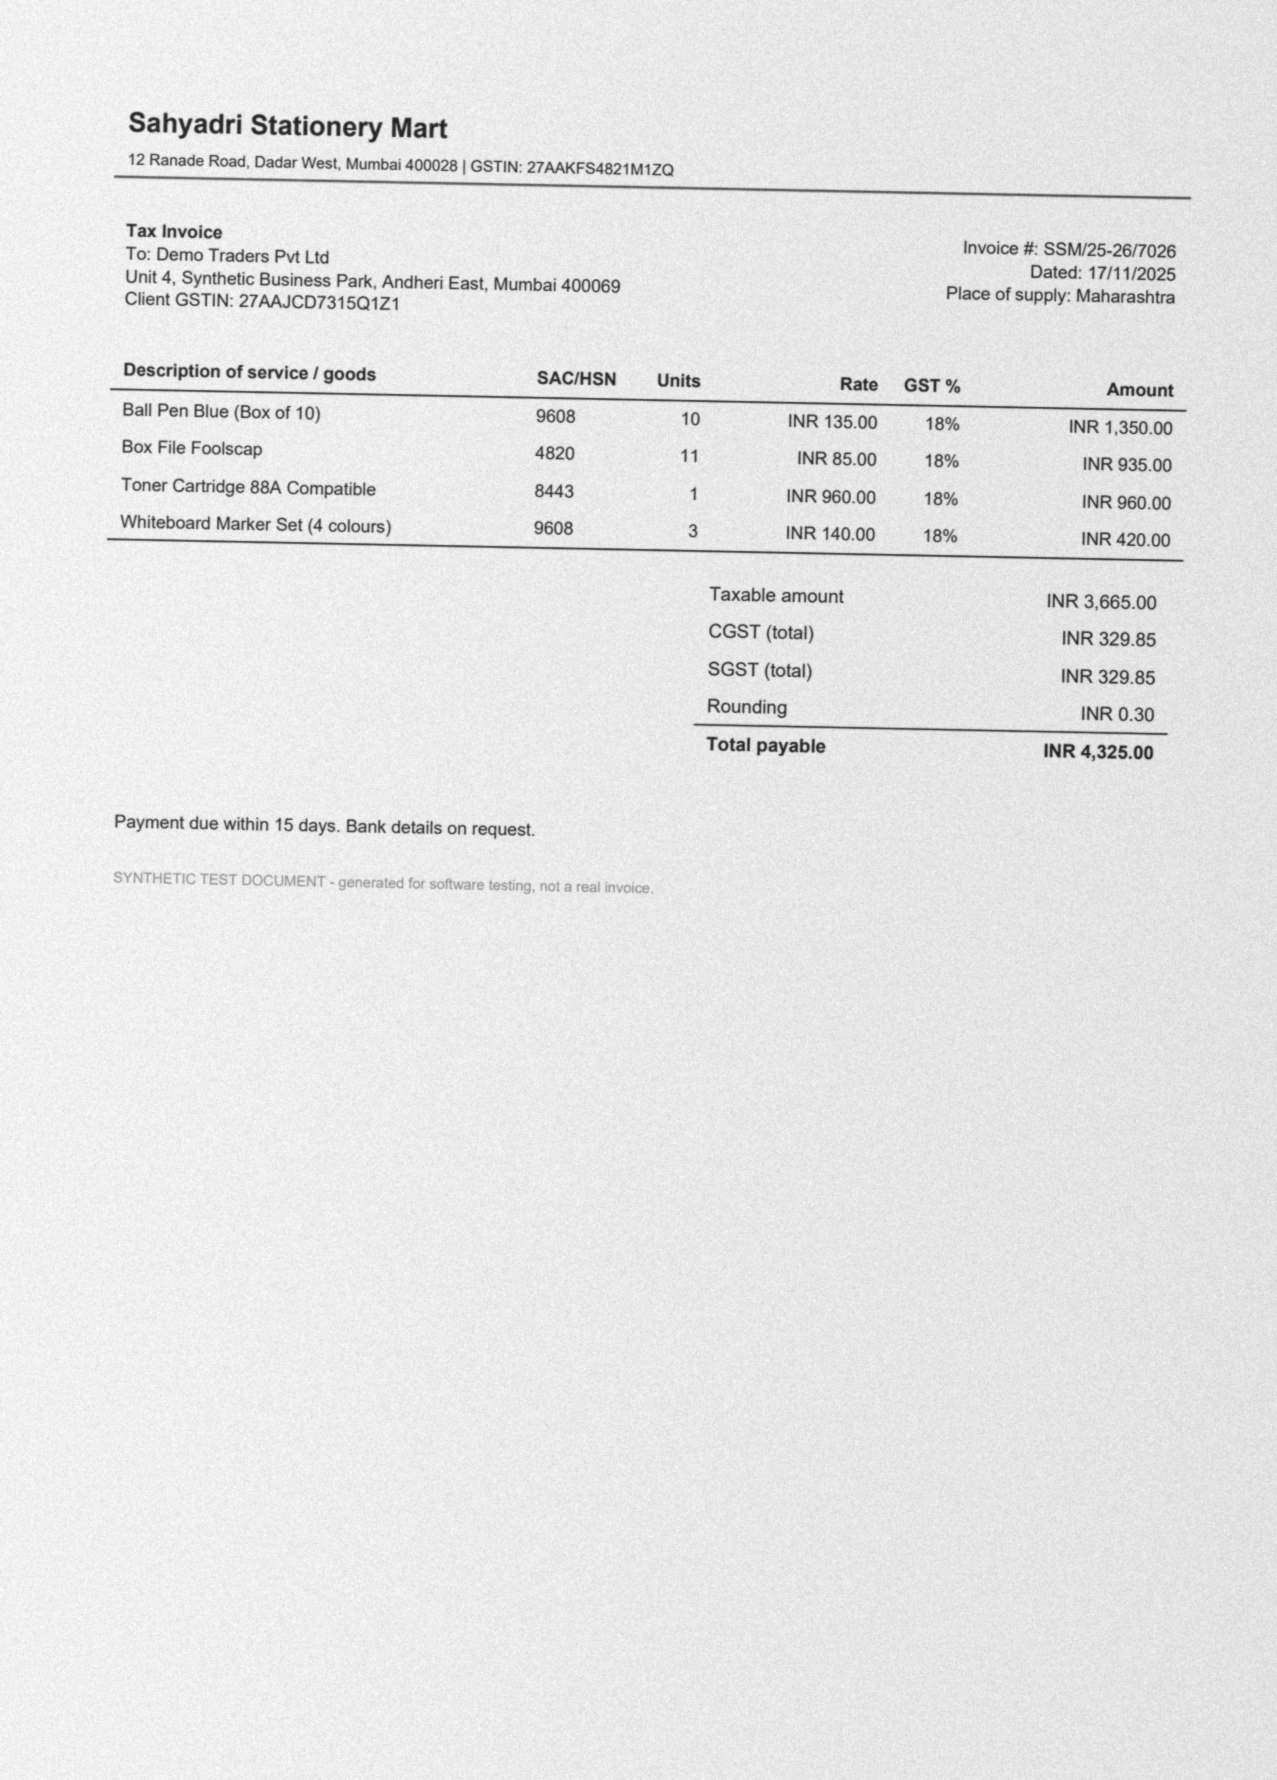 Sahyadri Stationery Mart
12 Ranade Road, Dadar West, Mumbai 400028 | GSTIN: 27AAKFS4821M1ZQ
Tax Invoice
To: Demo Traders Pvt Ltd
Unit 4, Synthetic Business Park, Andheri East, Mumbai 400069
Client GSTIN: 27AAJCD7315Q1Z1
Invoice #: SSM/25-26/7026
Dated: 17/11/2025
Place of supply: Maharashtra
Description of service / goods SAC/HSN Units Rate GST % Amount
Ball Pen Blue (Box of 10) 9608 10 INR 135.00 18% INR 1,350.00
Box File Foolscap 4820 11 INR 85.00 18% INR 935.00
Toner Cartridge 88A Compatible 8443 1 INR 960.00 18% INR 960.00
Whiteboard Marker Set (4 colours) 9608 3 INR 140.00 18% INR 420.00
Taxable amount INR 3,665.00
CGST (total) INR 329.85
SGST (total) INR 329.85
Rounding INR 0.30
Total payable INR 4,325.00
Payment due within 15 days. Bank details on request.
SYNTHETIC TEST DOCUMENT - generated for software testing, not a real invoice.